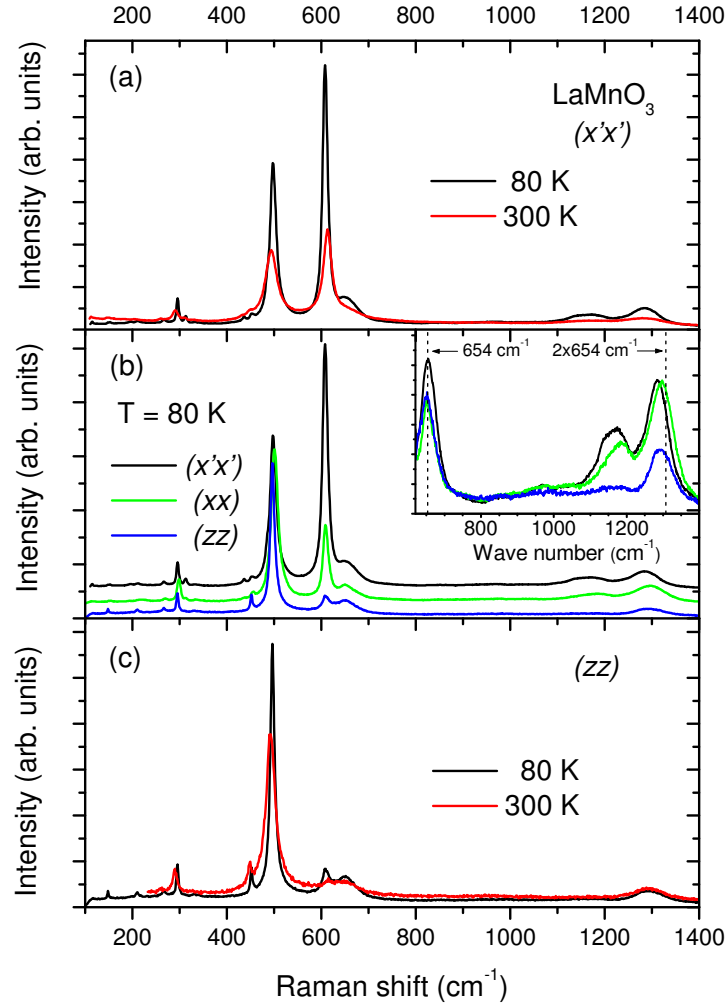 200 400 600 800 1000 1200 1400
(a)
LaMnO₃
(x'x')
80 K
300 K
Intensity (arb. units)
(b)
T = 80 K
(x'x')
(xx)
(zz)
654 cm⁻¹ 2x654 cm⁻¹
800 1000 1200
Wave number (cm⁻¹)
Intensity (arb. units)
(c)
(zz)
80 K
300 K
Intensity (arb. units)
200 400 600 800 1000 1200 1400
Raman shift (cm⁻¹)